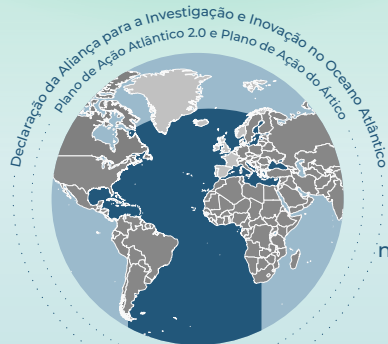 Declaração da Aliança para a Investigação e Inovação no Oceano Atlântico
Plano de Ação Atlântico 2.0 e Plano de Ação do Ártico
n